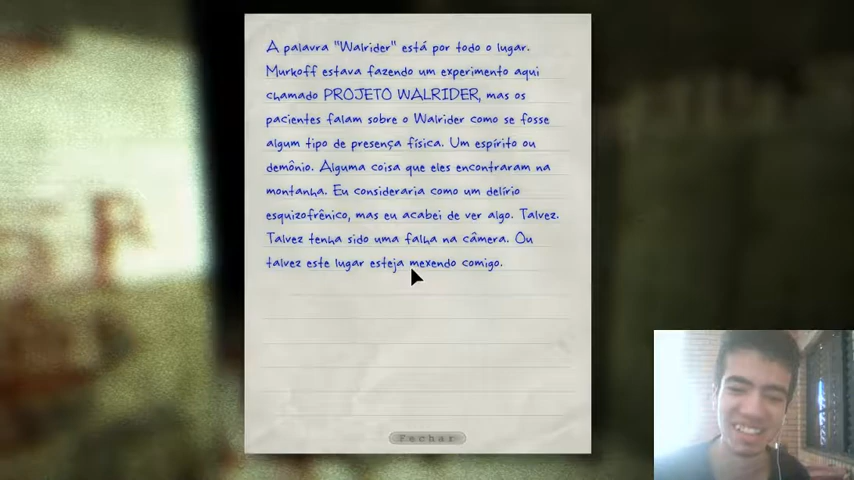 A palavra "Walrider" está por todo o lugar.
Murkoff estava fazendo um experimento aqui
chamado PROJETO WALRIDER, mas os
pacientes falam sobre o Walrider como se fosse
algum tipo de presença física. Um espírito ou
demônio. Alguma coisa que eles encontraram na
montanha. Eu consideraria como um delírio
esquizofrênico, mas eu acabei de ver algo. Talvez.
Talvez tenha sido uma falha na câmera. Ou
talvez este lugar esteja mexendo comigo.
Fechar